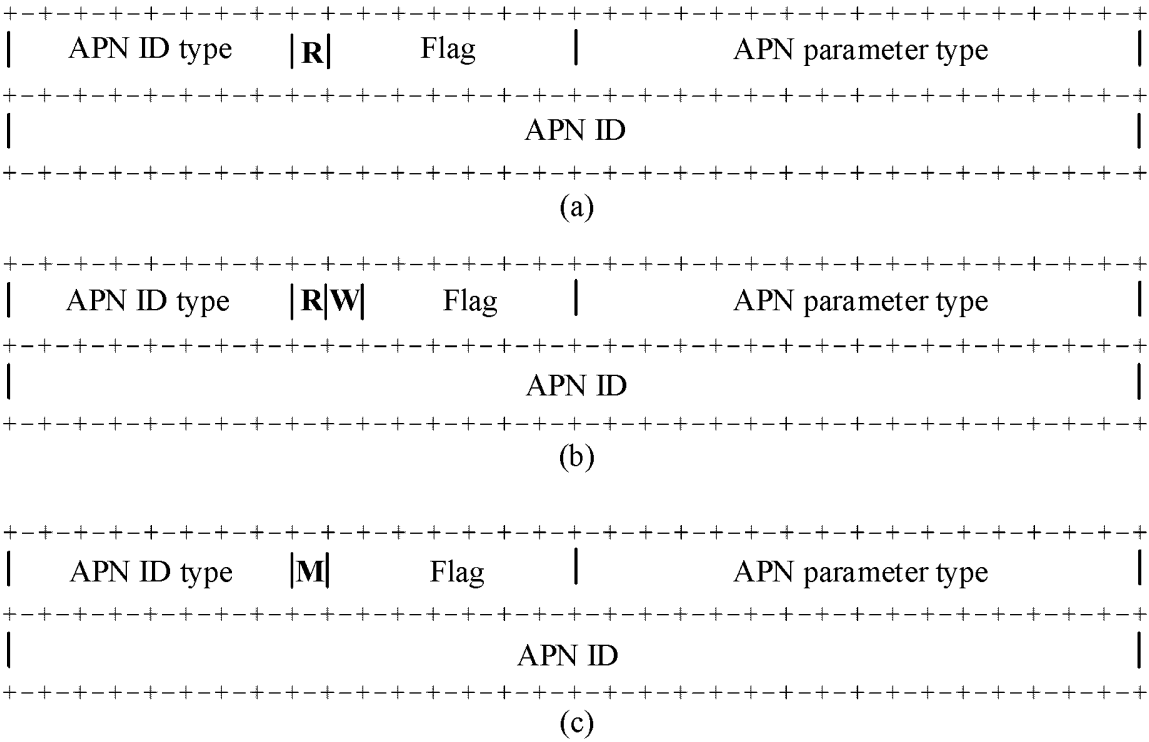 +-+-+-+-+-+-+-+-+-+-+-+-+-+-+-+-+-+-+-+-+-+-+-+-+-+-+-+-+-+-+-+-+
| APN ID type |R| Flag | APN parameter type |
+-+-+-+-+-+-+-+-+-+-+-+-+-+-+-+-+-+-+-+-+-+-+-+-+-+-+-+-+-+-+-+-+
| APN ID |
+-+-+-+-+-+-+-+-+-+-+-+-+-+-+-+-+-+-+-+-+-+-+-+-+-+-+-+-+-+-+-+-+
(a)
+-+-+-+-+-+-+-+-+-+-+-+-+-+-+-+-+-+-+-+-+-+-+-+-+-+-+-+-+-+-+-+-+
| APN ID type |R|W| Flag | APN parameter type |
+-+-+-+-+-+-+-+-+-+-+-+-+-+-+-+-+-+-+-+-+-+-+-+-+-+-+-+-+-+-+-+-+
| APN ID |
+-+-+-+-+-+-+-+-+-+-+-+-+-+-+-+-+-+-+-+-+-+-+-+-+-+-+-+-+-+-+-+-+
(b)
+-+-+-+-+-+-+-+-+-+-+-+-+-+-+-+-+-+-+-+-+-+-+-+-+-+-+-+-+-+-+-+-+
| APN ID type |M| Flag | APN parameter type |
+-+-+-+-+-+-+-+-+-+-+-+-+-+-+-+-+-+-+-+-+-+-+-+-+-+-+-+-+-+-+-+-+
| APN ID |
+-+-+-+-+-+-+-+-+-+-+-+-+-+-+-+-+-+-+-+-+-+-+-+-+-+-+-+-+-+-+-+-+
(c)